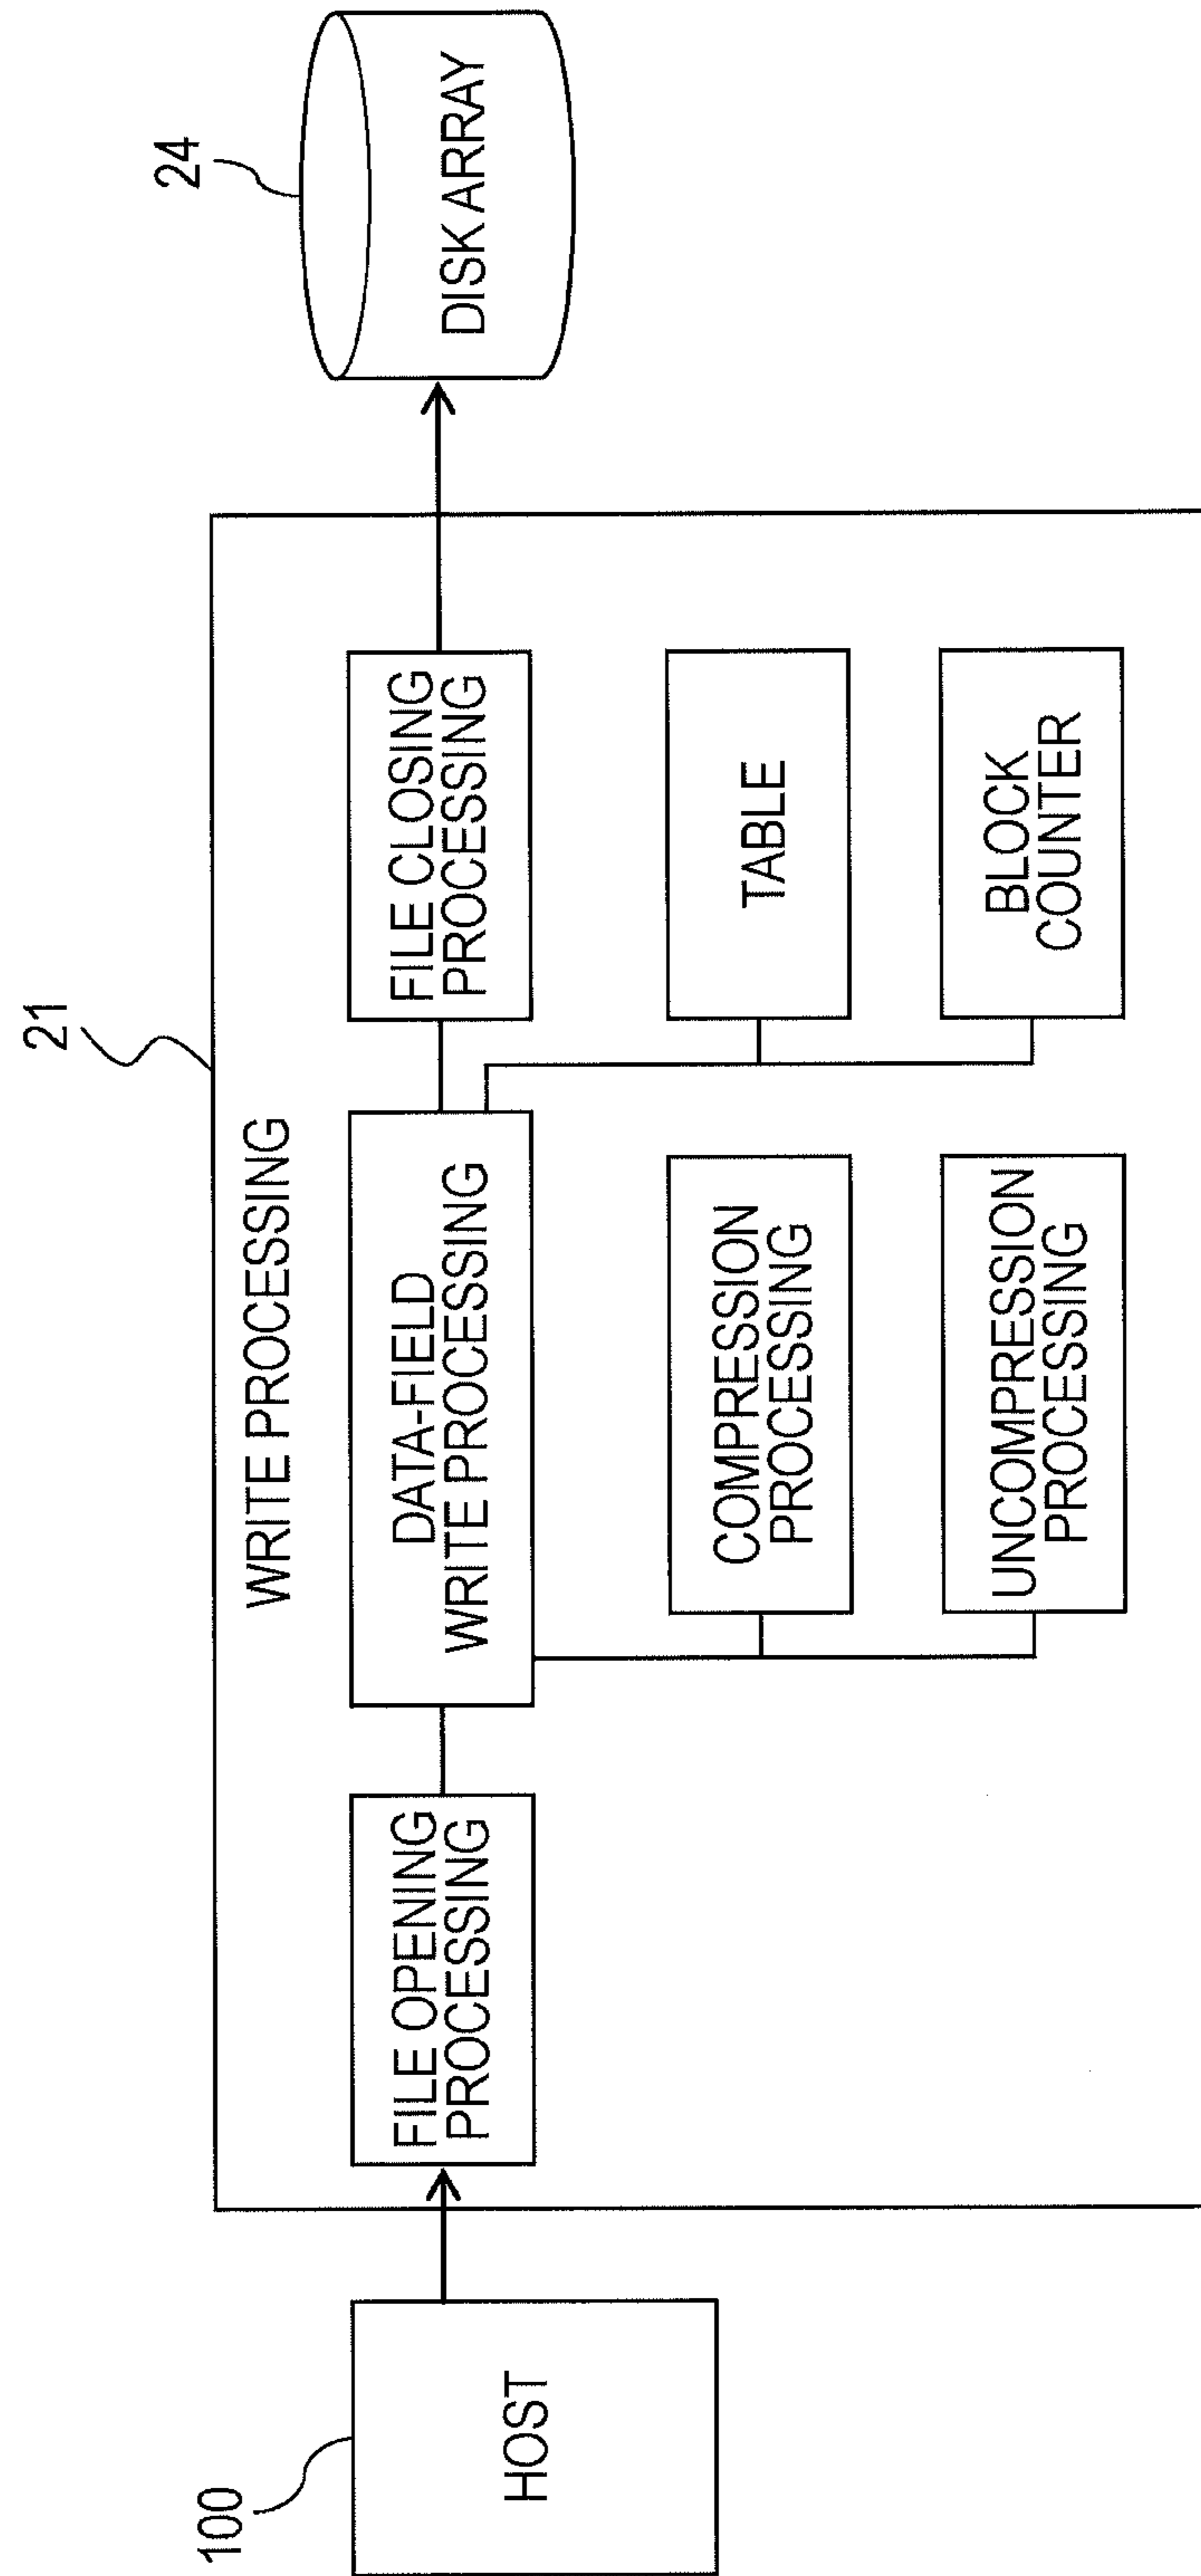 21
WRITE PROCESSING
100
HOST
FILE OPENING
PROCESSING
DATA-FIELD
WRITE PROCESSING
FILE CLOSING
PROCESSING
24
DISK ARRAY
COMPRESSION
PROCESSING
TABLE
UNCOMPRESSION
PROCESSING
BLOCK
COUNTER